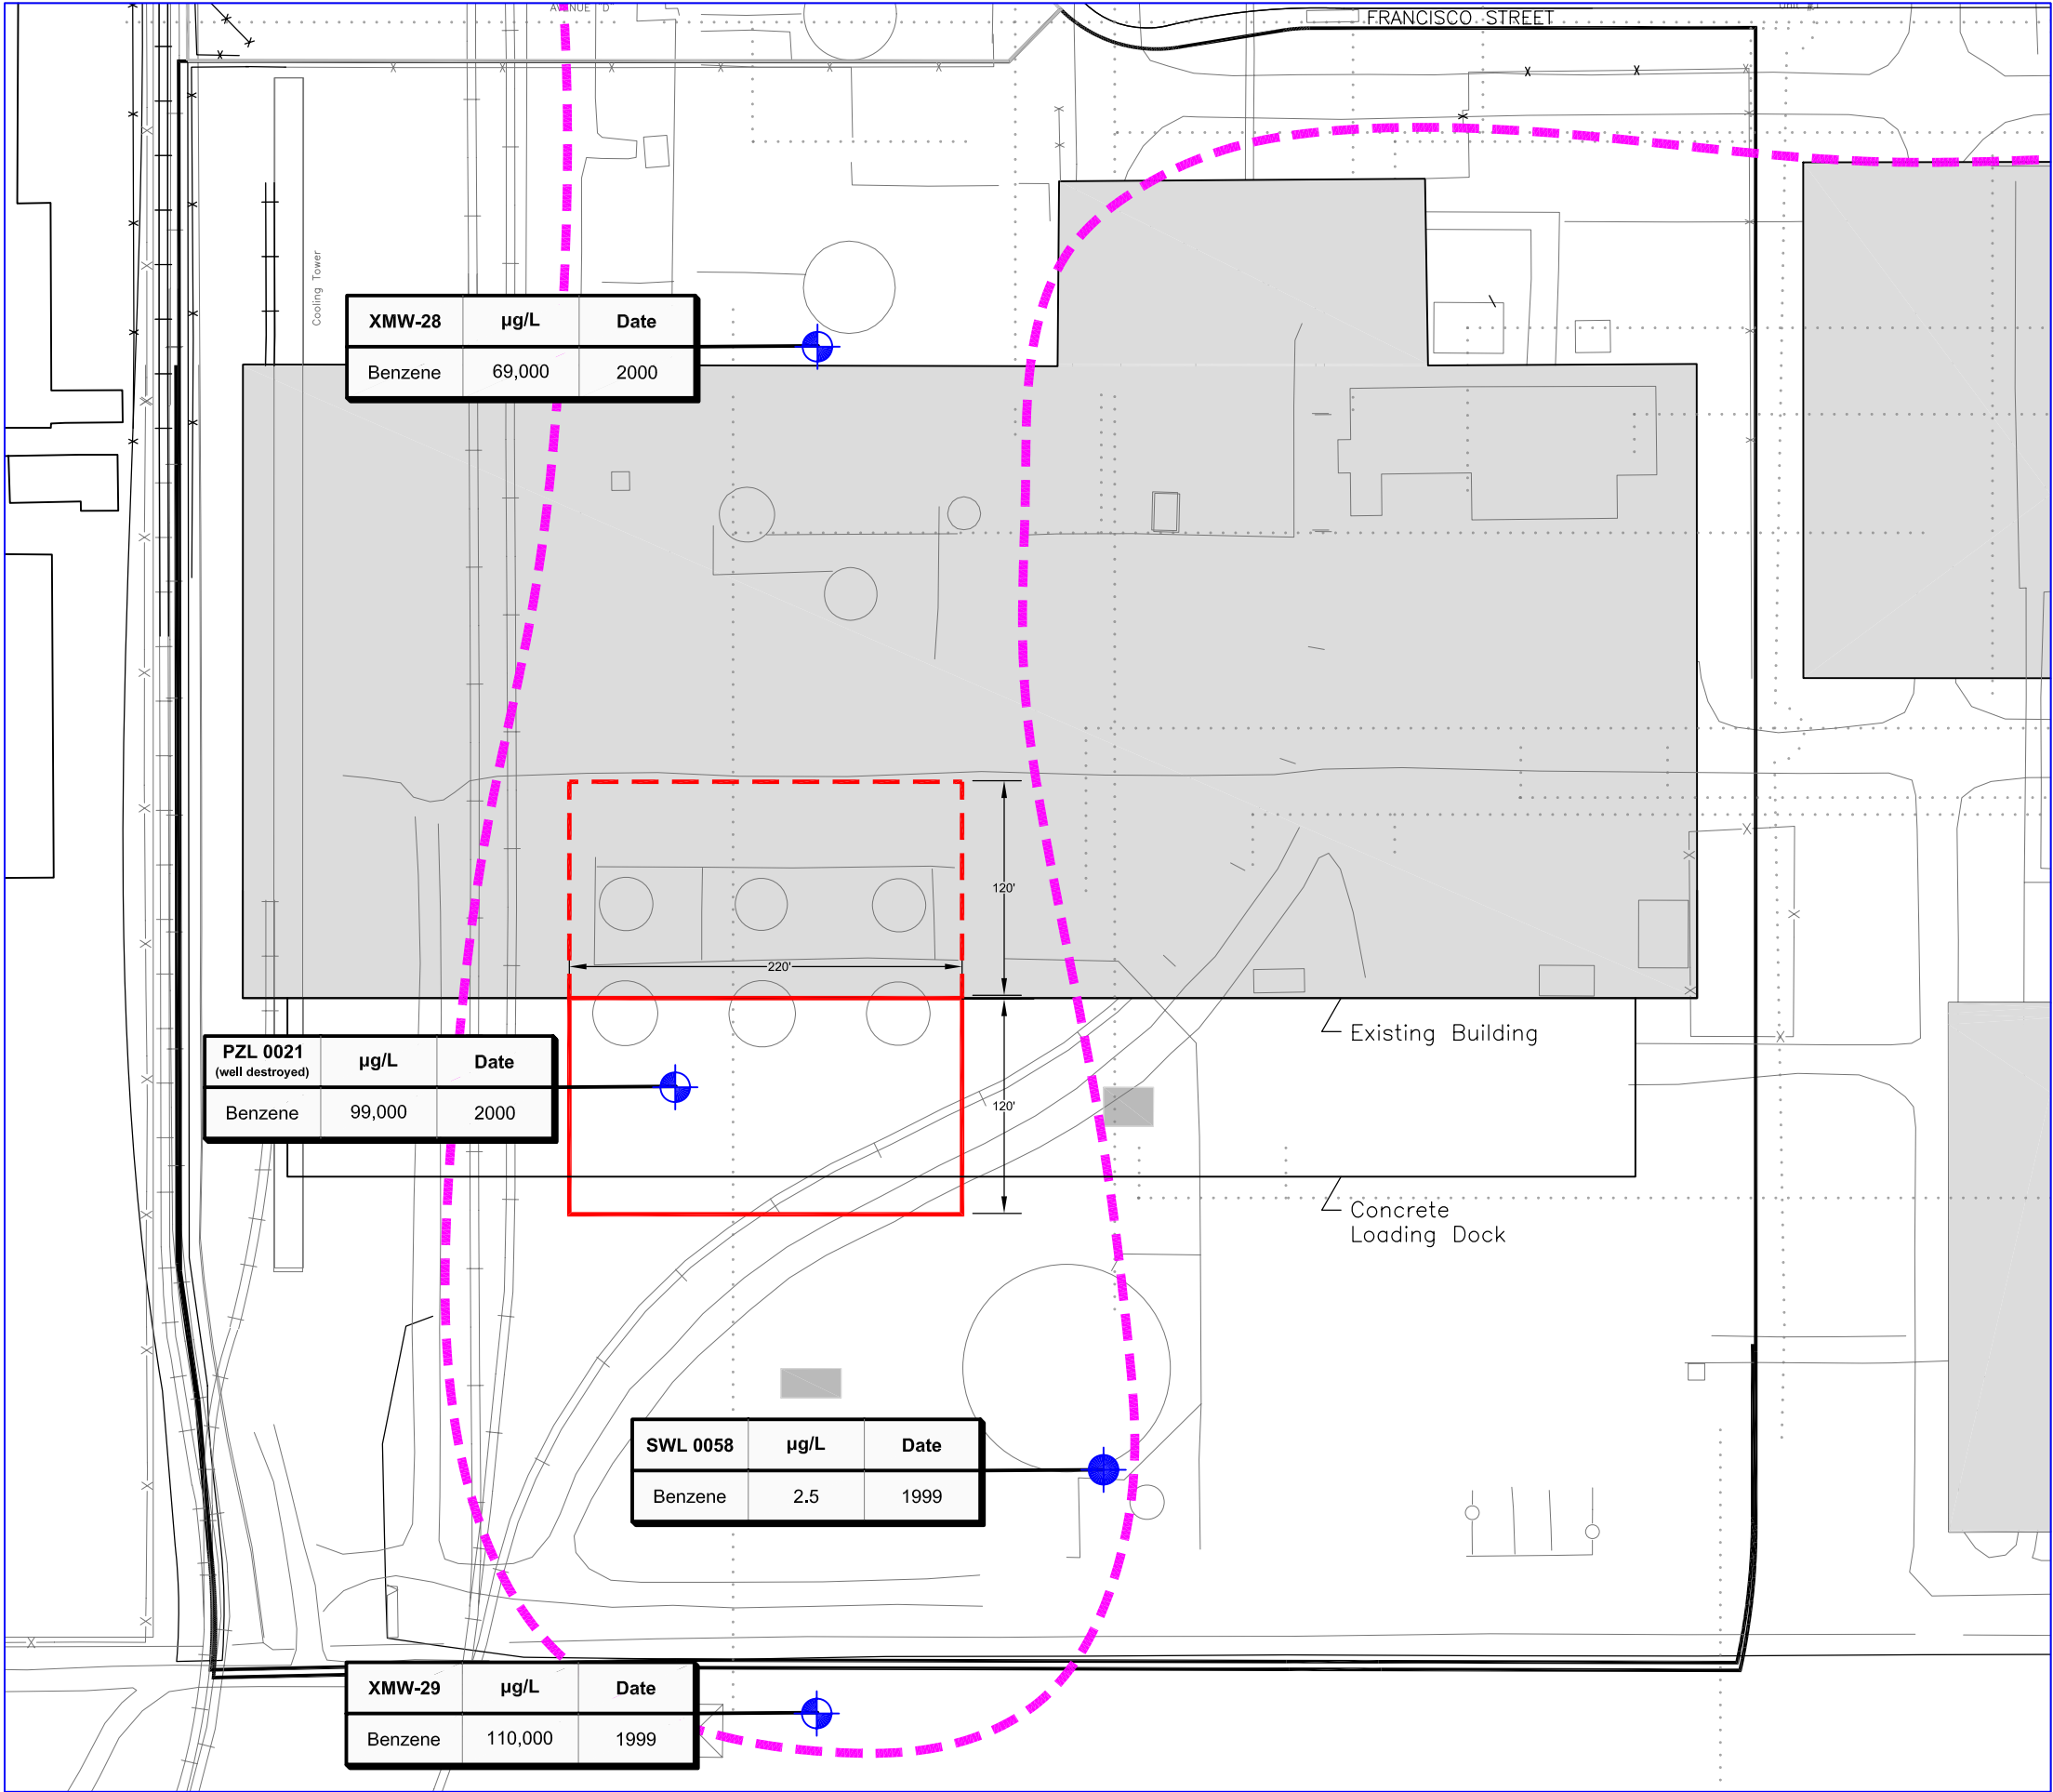 AVENUE "D"
FRANCISCO STREET
Cooling Tower
XMW-28 µg/L Date
Benzene 69,000 2000
120'
220'
Existing Building
PZL 0021
(well destroyed)
µg/L Date
Benzene 99,000 2000
120'
Concrete
Loading Dock
SWL 0058 µg/L Date
Benzene 2.5 1999
XMW-29 µg/L Date
Benzene 110,000 1999